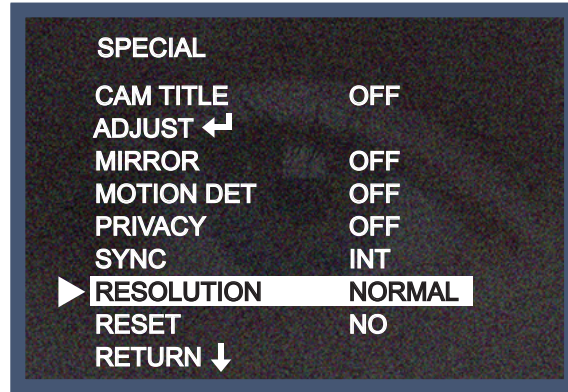 SPECIAL
CAM TITLE OFF
ADJUST ↵
MIRROR OFF
MOTION DET OFF
PRIVACY OFF
SYNC INT
RESOLUTION NORMAL
RESET NO
RETURN ↓